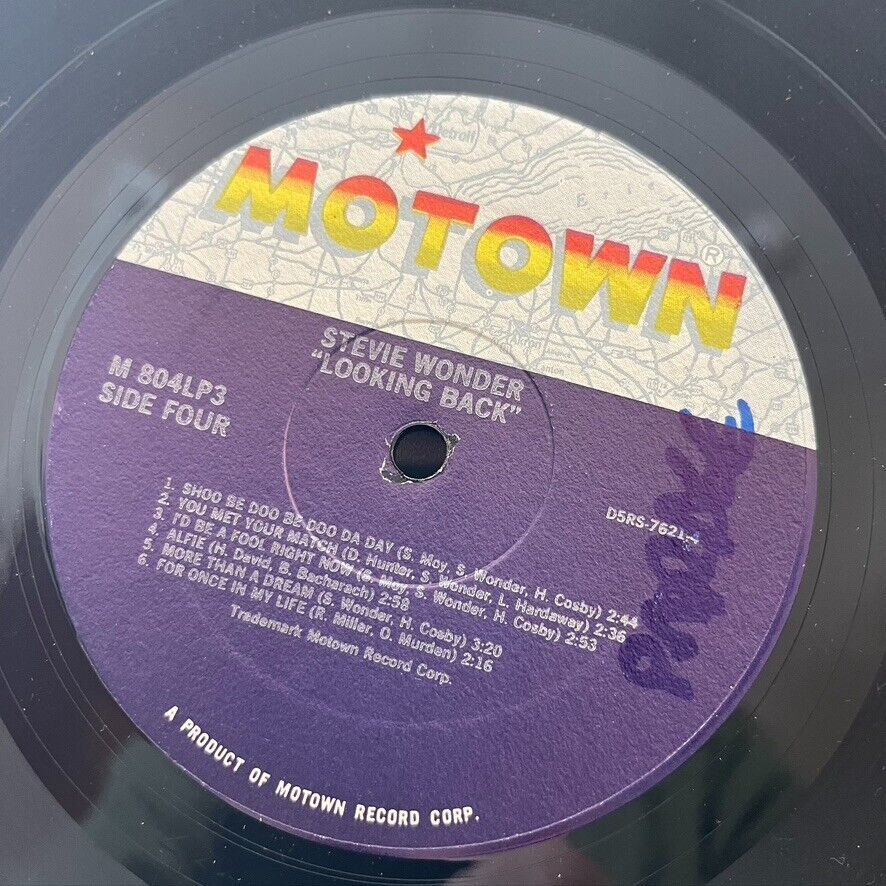 Detroit
MOTOWN®
STEVIE WONDER
"LOOKING BACK"
M 804LP3
SIDE FOUR
D5RS-7621-4
1. SHOO BE DOO BE DOO DA DAY (S. Moy, S. Wonder, H. Cosby) 2:44
2. YOU MET YOUR MATCH (D. Hunter, S. Wonder, L. Hardaway) 2:36
3. I'D BE A FOOL RIGHT NOW (S. Moy, S. Wonder, H. Cosby) 2:53
4. ALFIE (H. David, B. Bacharach) 2:58
5. MORE THAN A DREAM (S. Wonder, H. Cosby) 3:20
6. FOR ONCE IN MY LIFE (R. Miller, O. Murden) 2:16
Trademark Motown Record Corp.
A PRODUCT OF MOTOWN RECORD CORP.